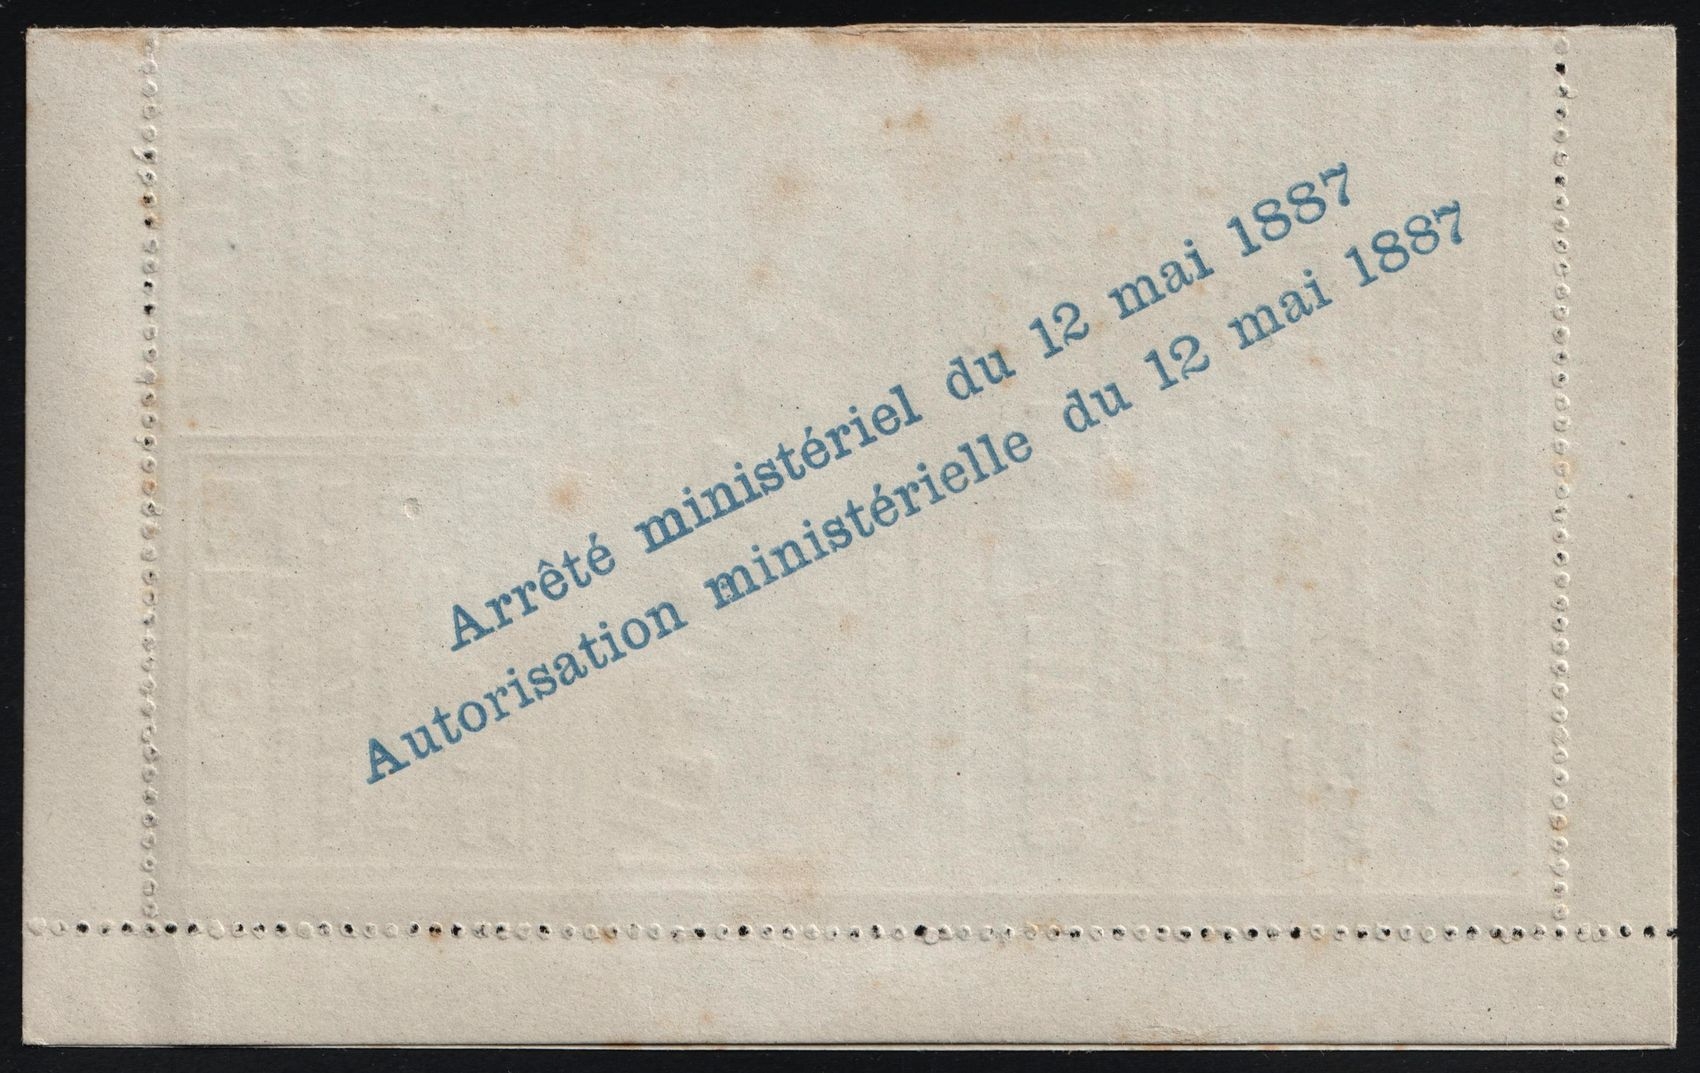 Arrêté ministériel du 12 mai 1887
Autorisation ministérielle du 12 mai 1887